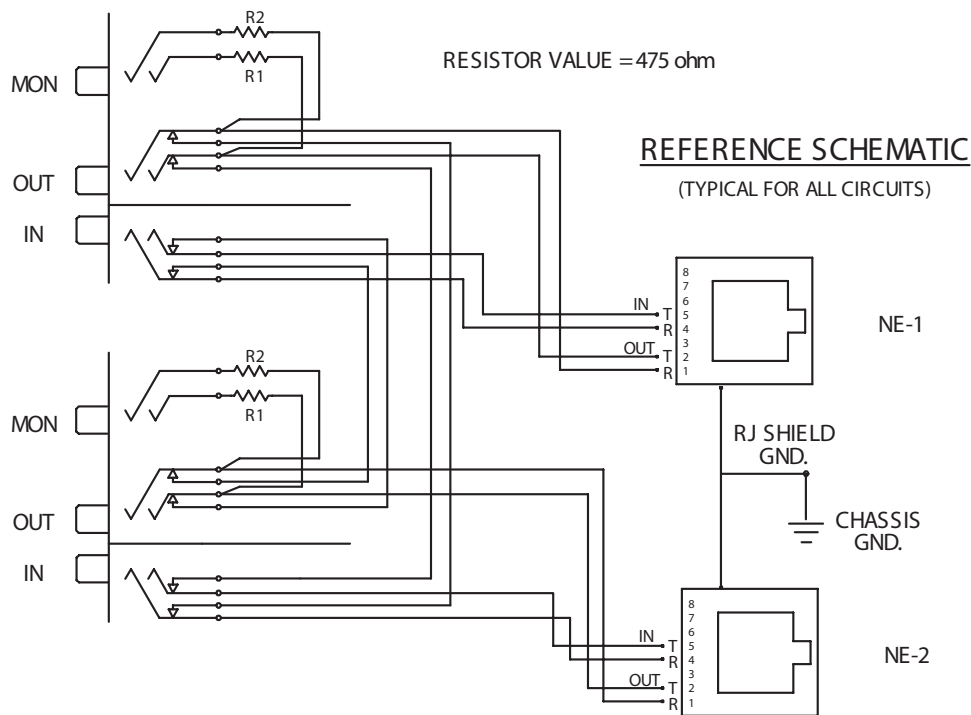 R2
R1
MON
OUT
IN
RESISTOR VALUE = 475 ohm
REFERENCE SCHEMATIC
(TYPICAL FOR ALL CIRCUITS)
8
7
6
IN T 5
R 4
3
OUT T 2
R 1
NE-1
R2
R1
MON
OUT
IN
RJ SHIELD
GND.
CHASSIS
GND.
8
7
6
IN T 5
R 4
3
OUT T 2
R 1
NE-2